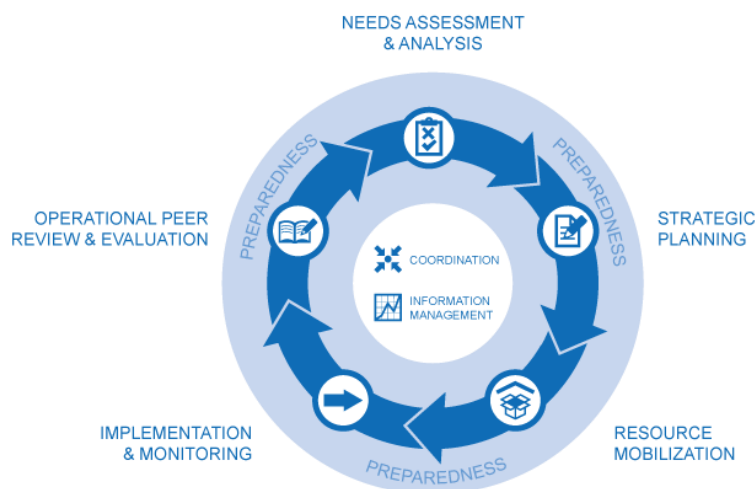 NEEDS ASSESSMENT
& ANALYSIS
PREPAREDNESS
PREPAREDNESS
OPERATIONAL PEER
REVIEW & EVALUATION
STRATEGIC
PLANNING
COORDINATION
INFORMATION
MANAGEMENT
IMPLEMENTATION
& MONITORING
RESOURCE
MOBILIZATION
PREPAREDNESS